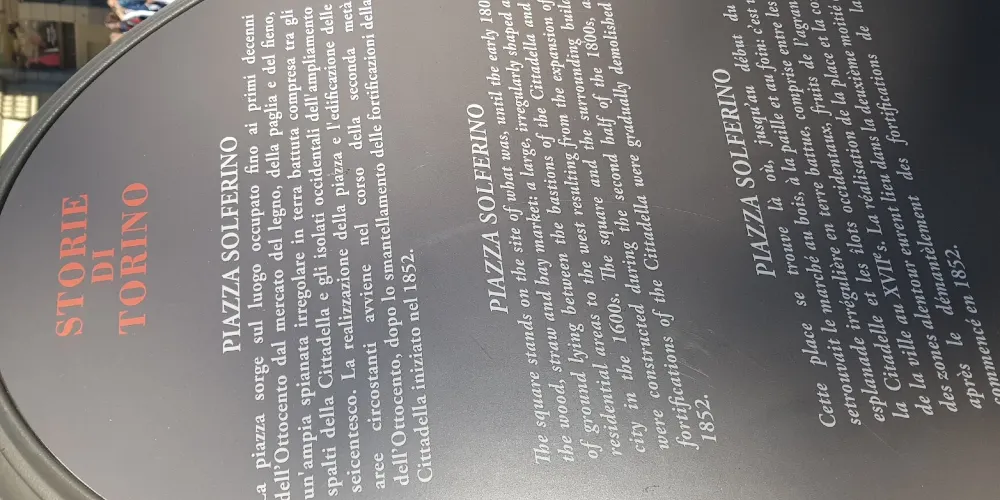 STORIE
DI
TORINO
PIAZZA SOLFERINO
La piazza sorge sul luogo occupato fino ai primi decenni
dell'Ottocento dal mercato del legno, della paglia e del fieno,
un'ampia spianata irregolare in terra battuta compresa tra gli
spalti della Cittadella e gli isolati occidentali dell'ampliamento
seicentesco. La realizzazione della piazza e l'edificazione delle
aree circostanti avviene nel corso della seconda metà
dell'Ottocento, dopo lo smantellamento delle fortificazioni della
Cittadella iniziato nel 1852.
PIAZZA SOLFERINO
The square stands on the site of what was, until the early 180
the wood, straw and hay market: a large, irregularly shaped a
of ground lying between the bastions of the Cittadella and
residential areas to the west resulting from the expansion of
city in the 1600s. The square and the surrounding build
were constructed during the second half of the 1800s, a
fortifications of the Cittadella were gradually demolished
1852.
PIAZZA SOLFERINO
Cette place se trouve là où, jusqu'au début du
setrouvait le marché au bois, à la paille et au foin: c'est
esplanade irrégulière en terre battue, comprise entre les
la Citadelle et les îlots occidentaux, fruits de l'agran
de la ville au XVIIe s. La réalisation de la place et la co
des zones alentour eurent lieu dans la deuxième moitié
après le démantèlement des fortifications de la
ommencé en 1852.